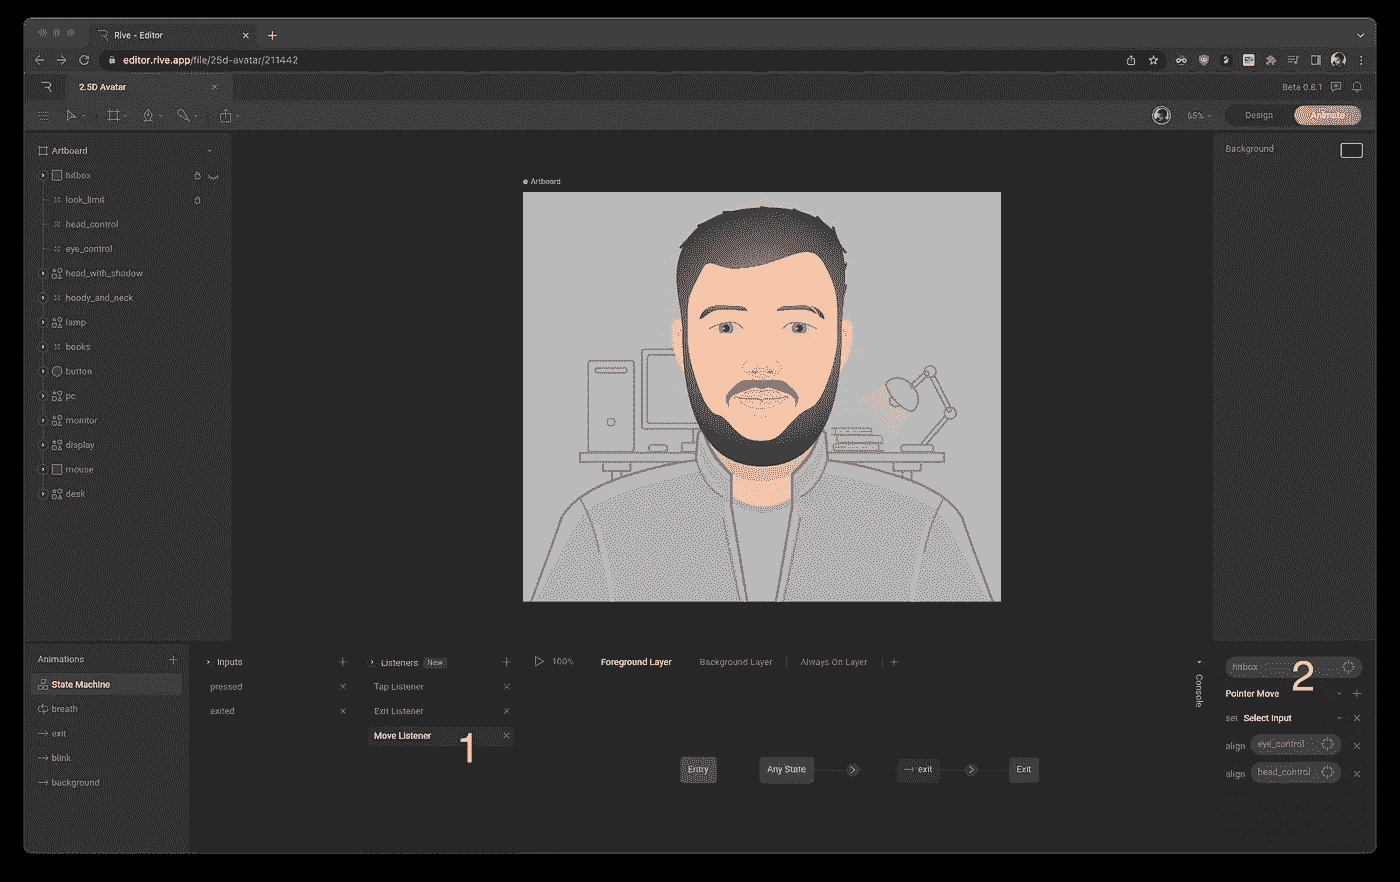 Rive - Editor
editor.rive.app/file/25d-avatar/211442
2.5D Avatar
Beta 0.8.1
65%
Design
Animate
Artboard
hitbox
look_limit
head_control
eye_control
head_with_shadow
hoody_and_neck
lamp
books
button
pc
monitor
display
mouse
desk
Artboard
Background
Animations
State Machine
breath
exit
blink
background
Inputs
pressed
exited
Listeners New
Tap Listener
Exit Listener
Move Listener
1
100%
Foreground Layer
Background Layer
Always On Layer
Entry
Any State
exit
Exit
Console
hitbox
2
Pointer Move
set Select Input
align eye_control
align head_control